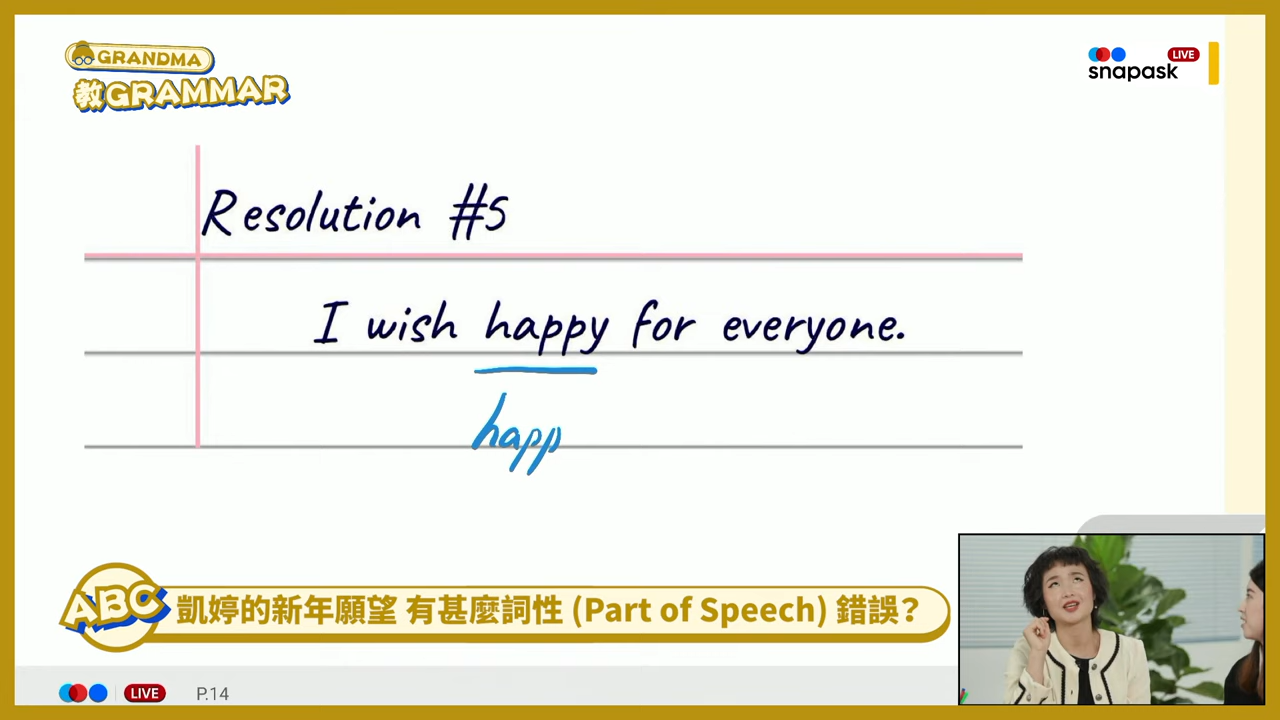 GRANDMA
教GRAMMAR
LIVE
snapask
Resolution #5
I wish happy for everyone.
happ
ABC
凱婷的新年願望 有甚麼詞性 (Part of Speech) 錯誤?
LIVE
P.14